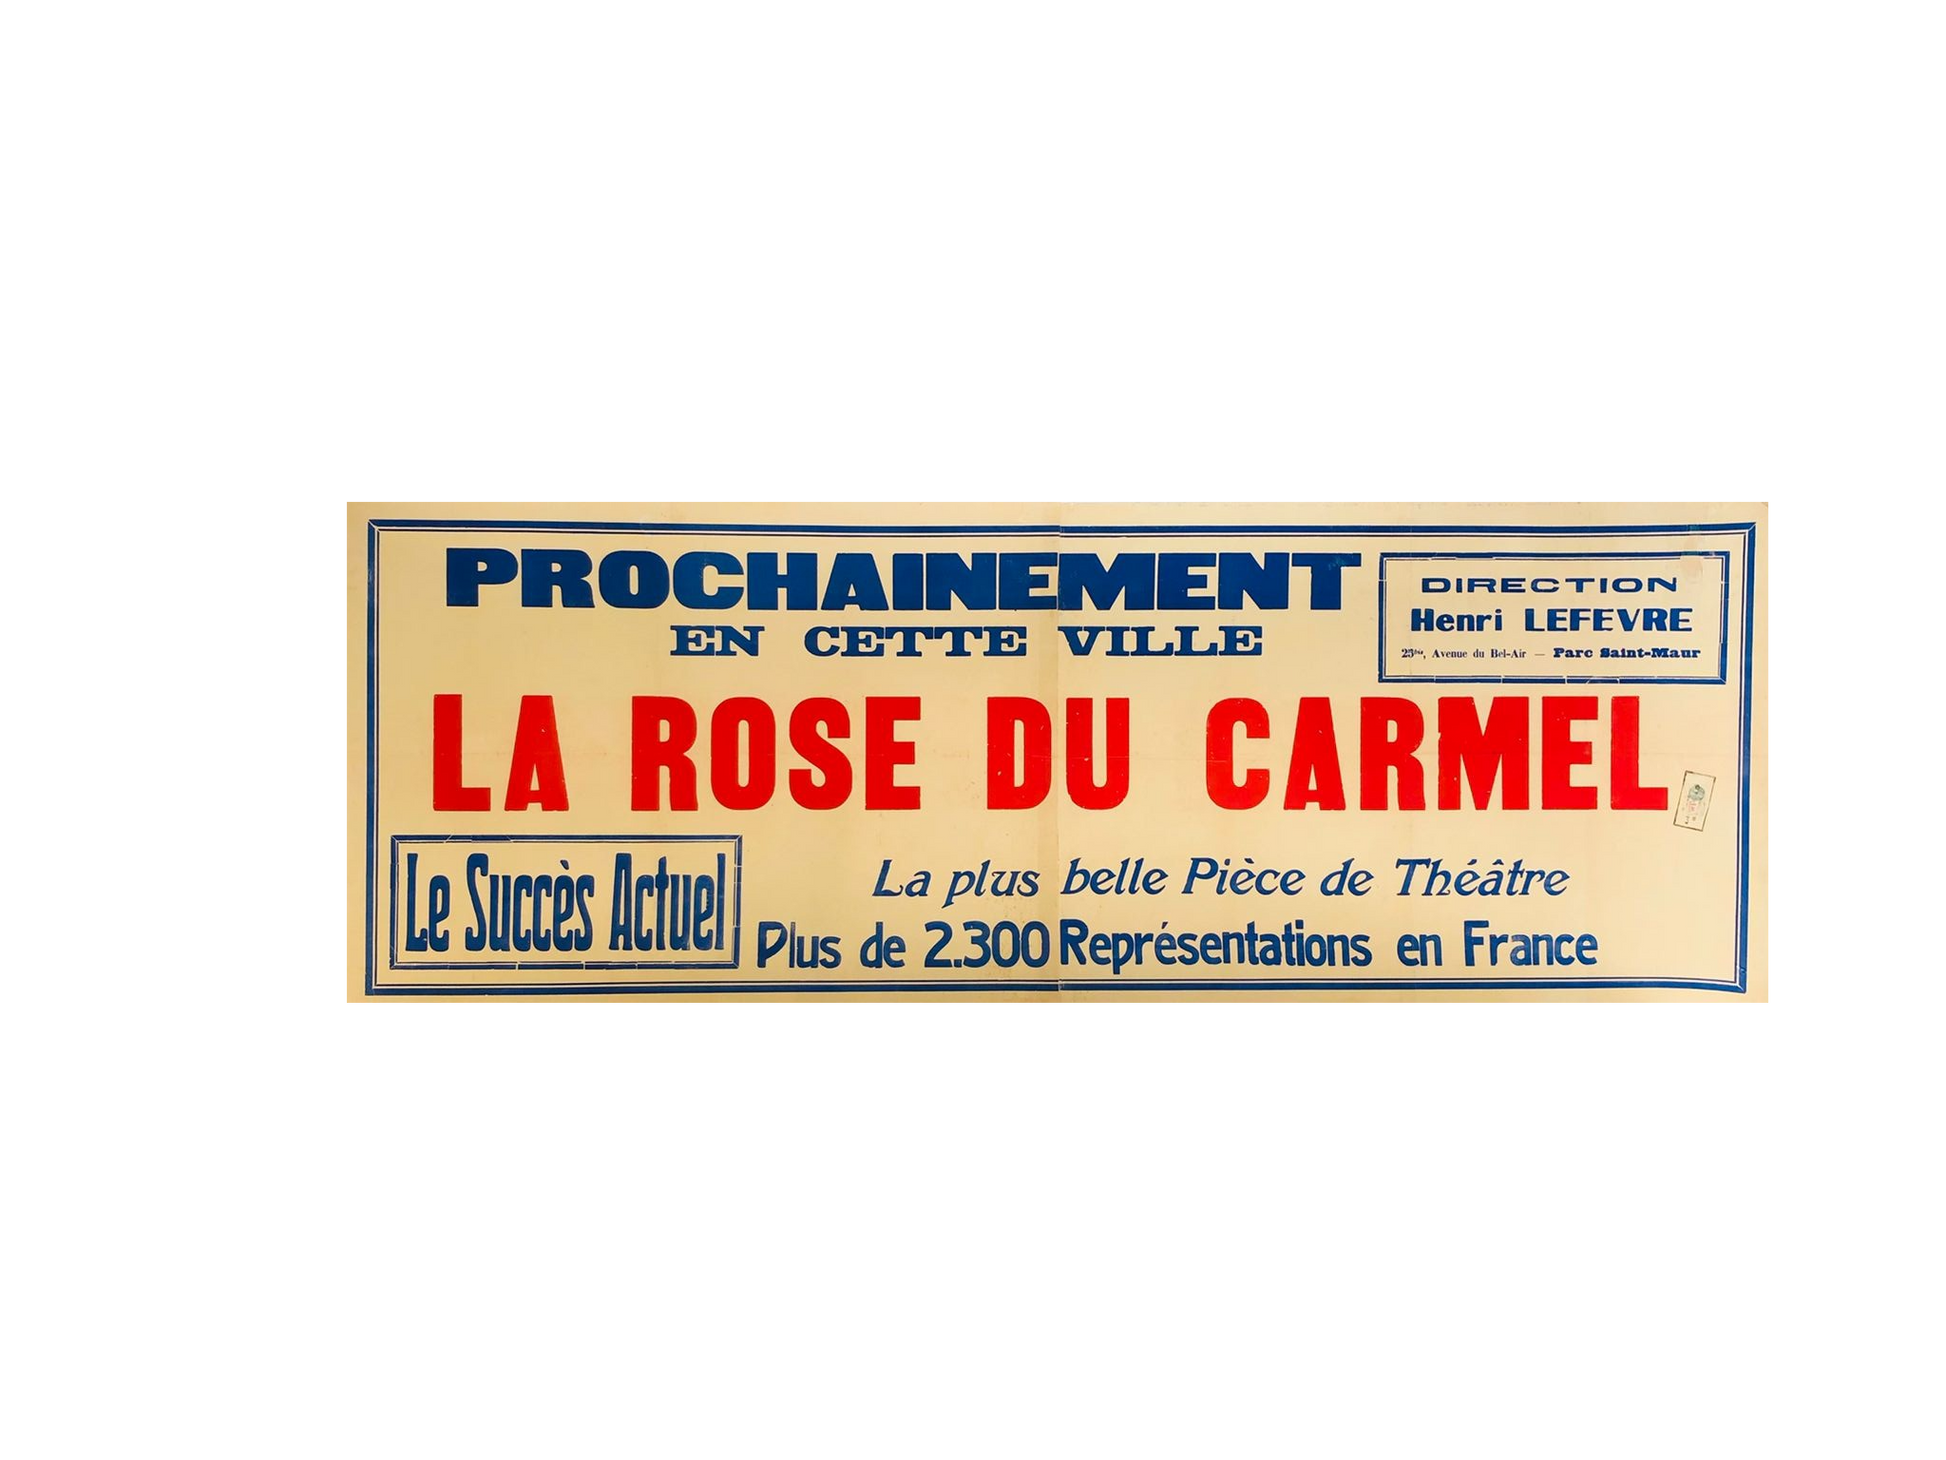 PROCHAINEMENT
EN CETTE VILLE
DIRECTION
Henri LEFEVRE
25bis, Avenue du Bel-Air — Parc Saint-Maur
LA ROSE DU CARMEL
Le Succès Actuel
La plus belle Pièce de Théâtre
Plus de 2.300 Représentations en France